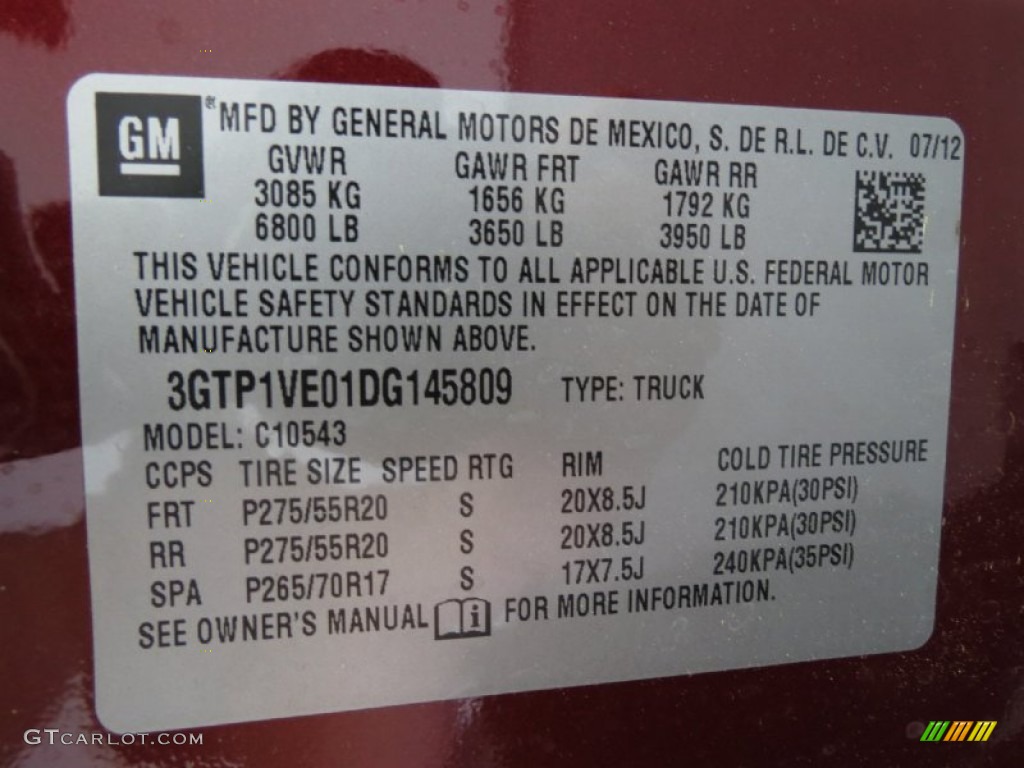 GM ® MFD BY GENERAL MOTORS DE MEXICO, S. DE R.L. DE C.V. 07/12
GVWR GAWR FRT GAWR RR
3085 KG 1656 KG 1792 KG
6800 LB 3650 LB 3950 LB
THIS VEHICLE CONFORMS TO ALL APPLICABLE U.S. FEDERAL MOTOR
VEHICLE SAFETY STANDARDS IN EFFECT ON THE DATE OF
MANUFACTURE SHOWN ABOVE.
3GTP1VE01DG145809 TYPE: TRUCK
MODEL: C10543
CCPS TIRE SIZE SPEED RTG RIM COLD TIRE PRESSURE
FRT P275/55R20 S 20X8.5J 210KPA(30PSI)
RR P275/55R20 S 20X8.5J 210KPA(30PSI)
SPA P265/70R17 S 17X7.5J 240KPA(35PSI)
SEE OWNER'S MANUAL i FOR MORE INFORMATION.
GTCARLOT.COM